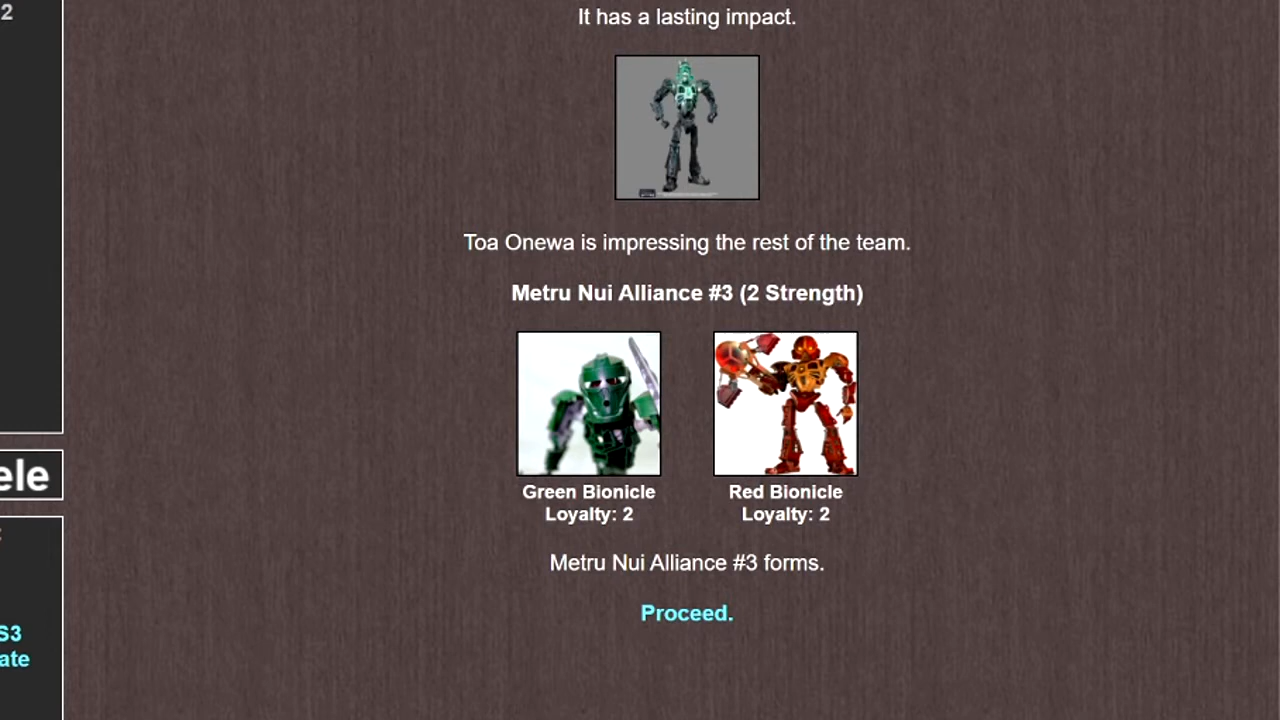 2
It has a lasting impact.
Toa Onewa is impressing the rest of the team.
Metru Nui Alliance #3 (2 Strength)
Green Bionicle
Loyalty: 2
Red Bionicle
Loyalty: 2
ele
Metru Nui Alliance #3 forms.
Proceed.
S3
ate